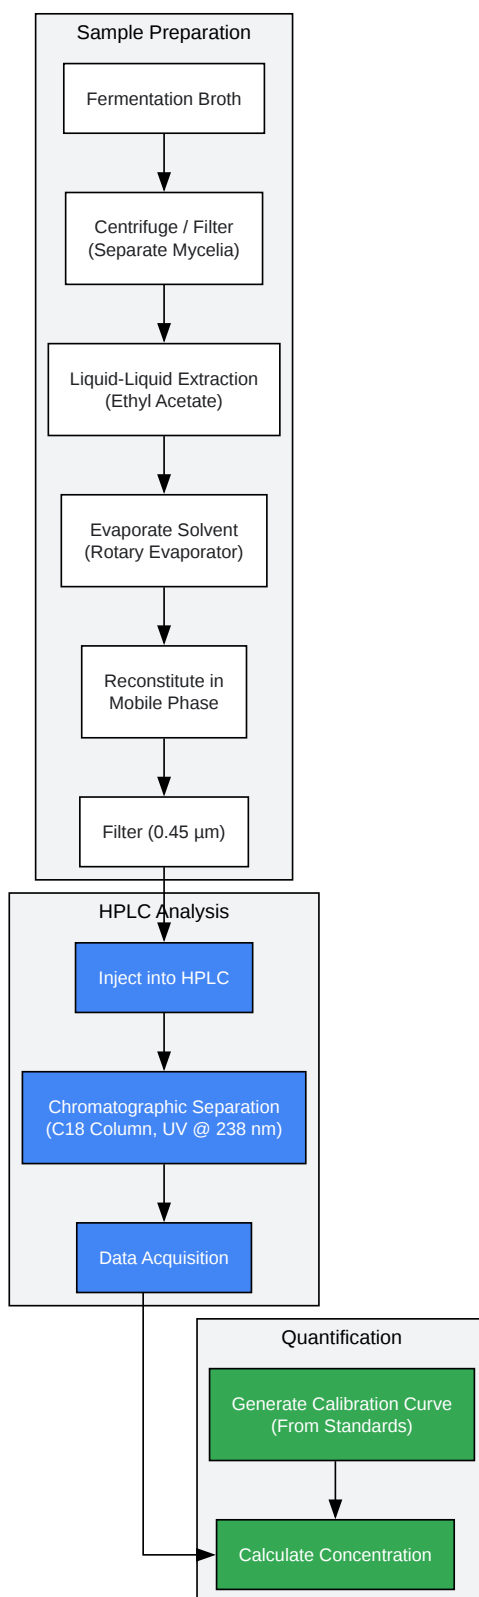 Sample Preparation
Fermentation Broth
Centrifuge / Filter
(Separate Mycelia)
Liquid-Liquid Extraction
(Ethyl Acetate)
Evaporate Solvent
(Rotary Evaporator)
Reconstitute in
Mobile Phase
Filter (0.45 µm)
HPLC Analysis
Inject into HPLC
Chromatographic Separation
(C18 Column, UV @ 238 nm)
Data Acquisition
Quantification
Generate Calibration Curve
(From Standards)
Calculate Concentration